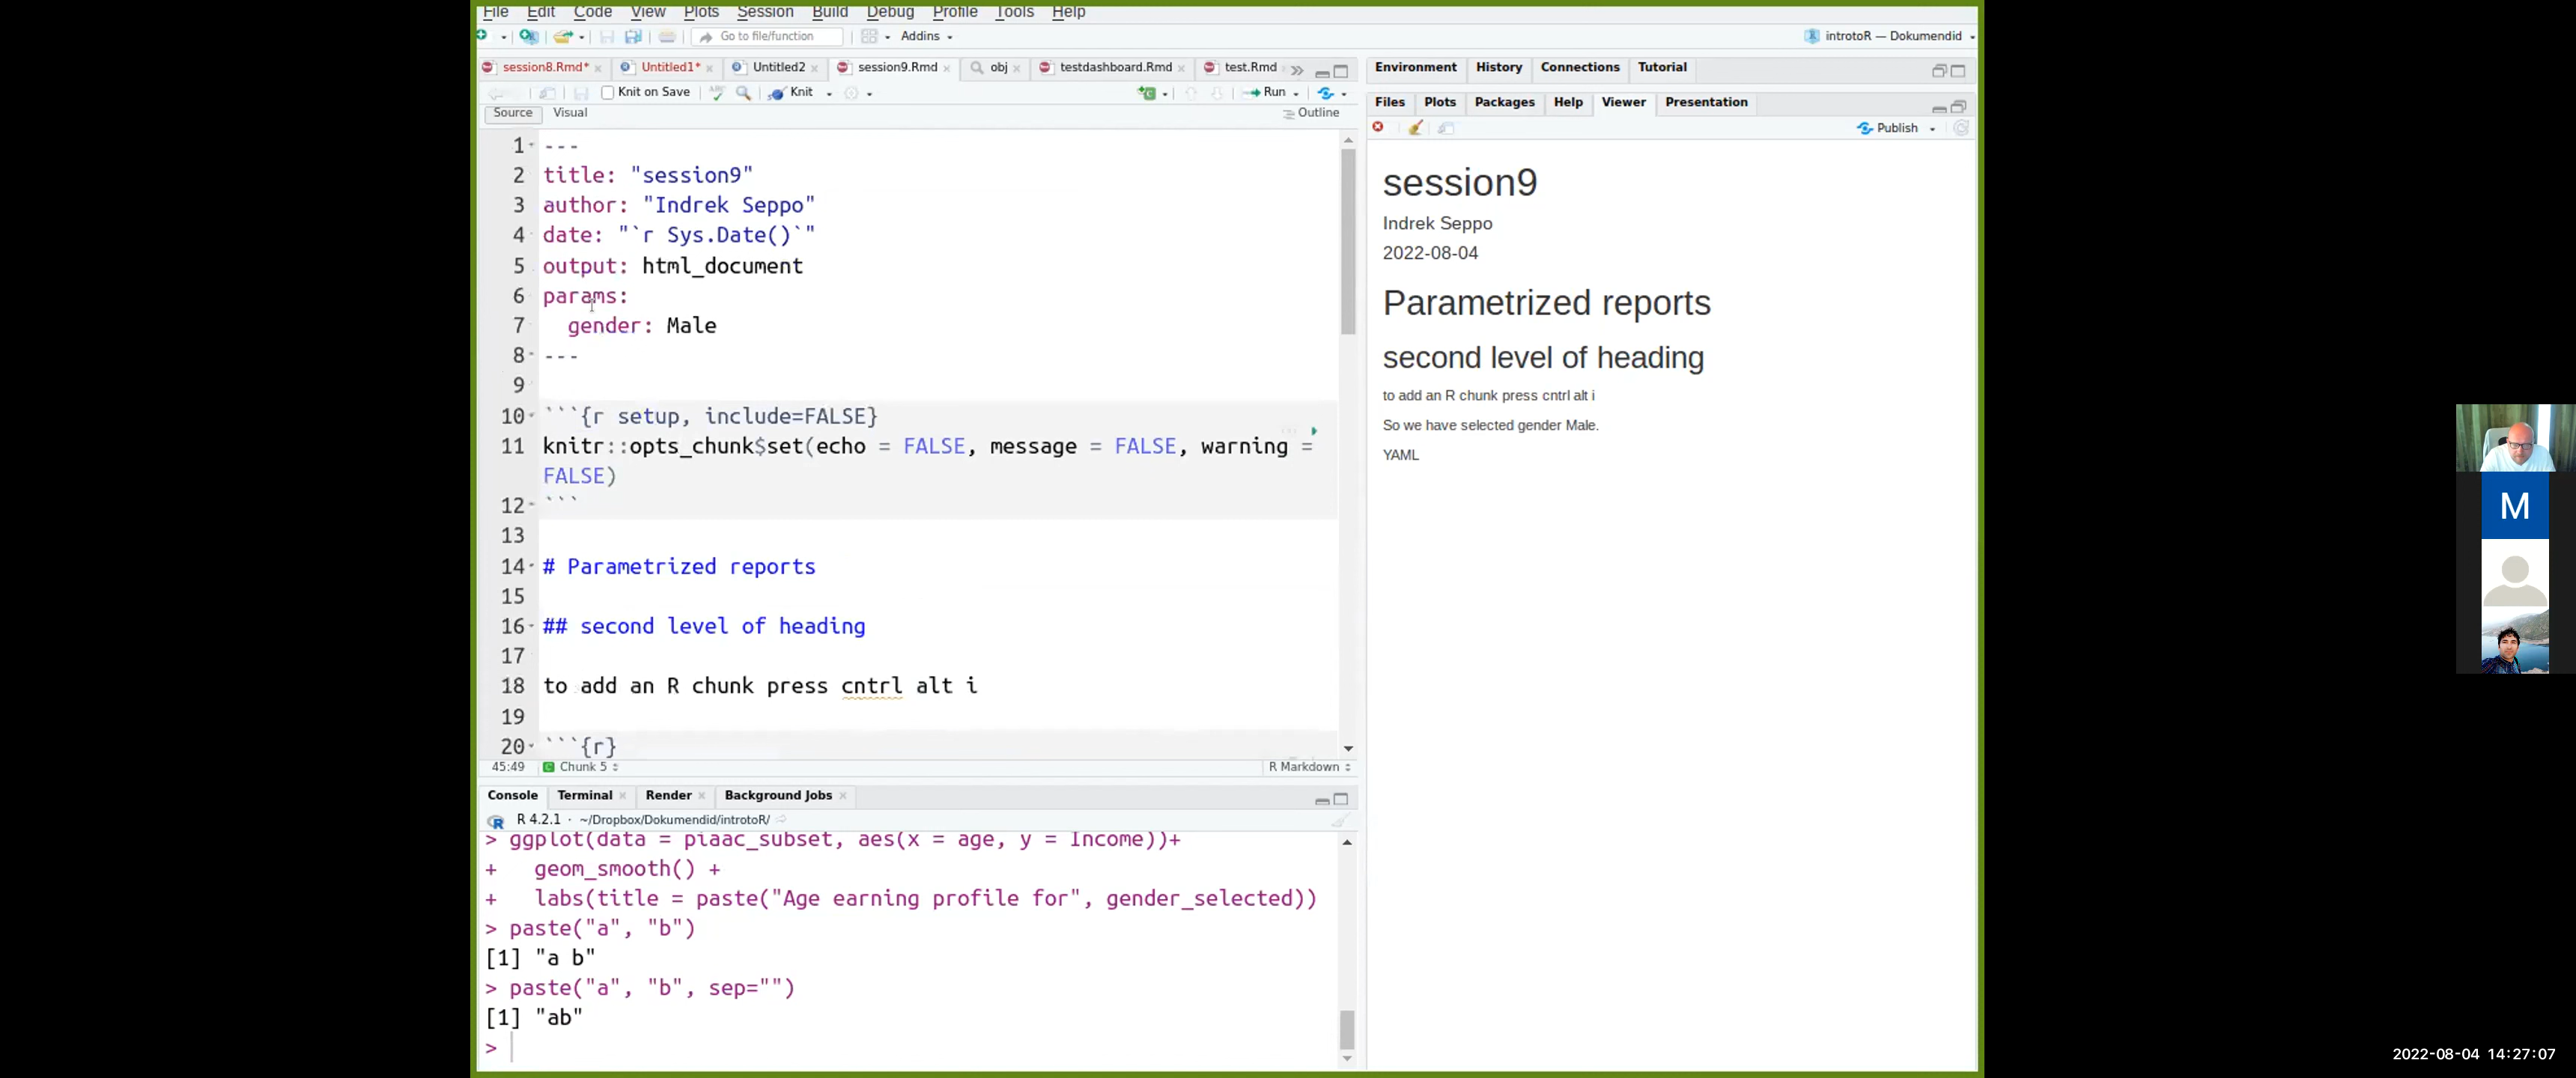 File Edit Code View Plots Session Build Debug Profile Tools Help
Go to file/function Addins introtoR — Dokumendid
session8.Rmd* Untitled1* Untitled2 session9.Rmd obj testdashboard.Rmd test.Rmd
Knit on Save Knit Run
Source Visual Outline
1 ---
2 title: "session9"
3 author: "Indrek Seppo"
4 date: "`r Sys.Date()`"
5 output: html_document
6 params:
7 gender: Male
8 ---
9
10 ```{r setup, include=FALSE}
11 knitr::opts_chunk$set(echo = FALSE, message = FALSE, warning =
FALSE)
12 ```
13
14 # Parametrized reports
15
16 ## second level of heading
17
18 to add an R chunk press cntrl alt i
19
20 ```{r}
45:49 Chunk 5 R Markdown
Console Terminal Render Background Jobs
R 4.2.1 · ~/Dropbox/Dokumendid/introtoR/
> ggplot(data = piaac_subset, aes(x = age, y = Income))+
+ geom_smooth() +
+ labs(title = paste("Age earning profile for", gender_selected))
> paste("a", "b")
[1] "a b"
> paste("a", "b", sep="")
[1] "ab"
>
Environment History Connections Tutorial
Files Plots Packages Help Viewer Presentation
Publish
session9
Indrek Seppo
2022-08-04
Parametrized reports
second level of heading
to add an R chunk press cntrl alt i
So we have selected gender Male.
YAML
M
2022-08-04 14:27:07